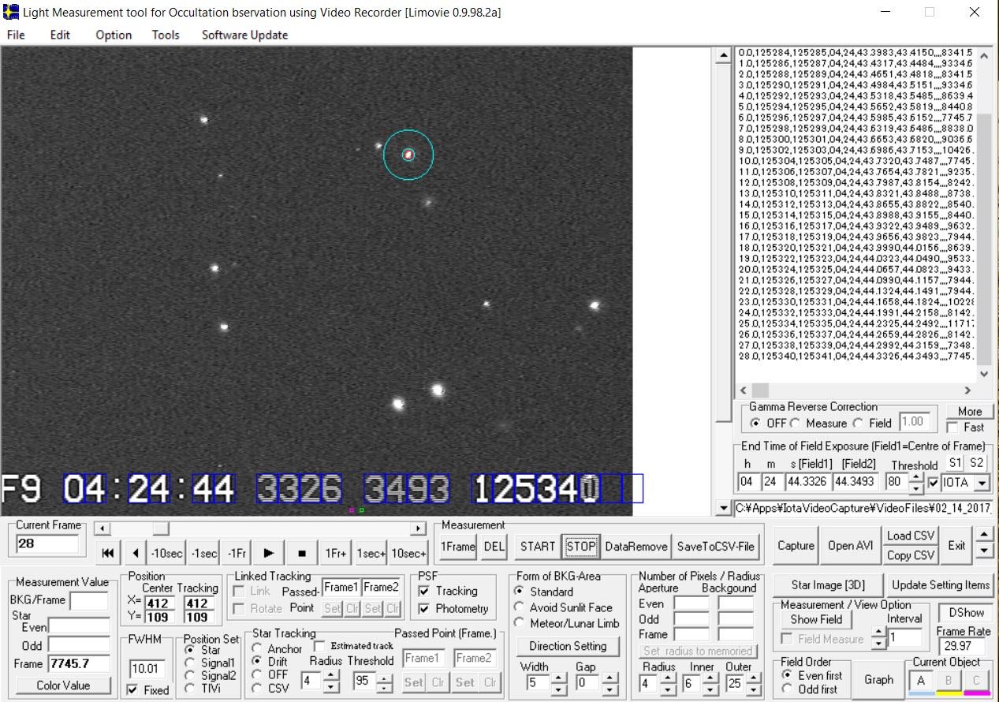 Light Measurement tool for Occultation bservation using Video Recorder [Limovie 0.9.98.2a]
File Edit Option Tools Software Update
0.0,125284,125285,04,24,43.3983,43.4150,,,,8341.5
1.0,125286,125287,04,24,43.4317,43.4484,,,,9334.6
2.0,125288,125289,04,24,43.4651,43.4818,,,,8341.5
3.0,125290,125291,04,24,43.4984,43.5151,,,,9334.6
4.0,125292,125293,04,24,43.5318,43.5485,,,,8639.4
5.0,125294,125295,04,24,43.5652,43.5819,,,,8440.8
6.0,125296,125297,04,24,43.5985,43.6152,,,,7745.7
7.0,125298,125299,04,24,43.6319,43.6486,,,,8838.0
8.0,125300,125301,04,24,43.6653,43.6820,,,,9036.6
9.0,125302,125303,04,24,43.6986,43.7153,,,,10426.
10.0,125304,125305,04,24,43.7320,43.7487,,,,7745.
11.0,125306,125307,04,24,43.7654,43.7821,,,,9235.
12.0,125308,125309,04,24,43.7987,43.8154,,,,8242.
13.0,125310,125311,04,24,43.8321,43.8488,,,,8738.
14.0,125312,125313,04,24,43.8655,43.8822,,,,8540.
15.0,125314,125315,04,24,43.8988,43.9155,,,,8440.
16.0,125316,125317,04,24,43.9322,43.9489,,,,9632.
17.0,125318,125319,04,24,43.9656,43.9823,,,,7944.
18.0,125320,125321,04,24,43.9990,44.0156,,,,8639.
19.0,125322,125323,04,24,44.0323,44.0490,,,,9533.
20.0,125324,125325,04,24,44.0657,44.0823,,,,9433.
21.0,125326,125327,04,24,44.0990,44.1157,,,,7944.
22.0,125328,125329,04,24,44.1324,44.1491,,,,7944.
23.0,125330,125331,04,24,44.1658,44.1824,,,,10228
24.0,125332,125333,04,24,44.1991,44.2158,,,,8142.
25.0,125334,125335,04,24,44.2325,44.2492,,,,11717
26.0,125336,125337,04,24,44.2659,44.2826,,,,8142.
27.0,125338,125339,04,24,44.2992,44.3159,,,,7348.
28.0,125340,125341,04,24,44.3326,44.3493,,,,7745.
Gamma Reverse Correction
OFF Measure Field 1.00
More
Fast
End Time of Field Exposure (Field1=Centre of Frame)
h m s [Field1] [Field2] Threshold S1 S2
04 24 44.3326 44.3493 80 IOTA
F9 04:24:44 3326 3493 125340
C:¥Apps¥IotaVideoCapture¥VideoFiles¥02_14_2017_
Current Frame
28
-10sec -1sec -1Fr 1Fr+ 1sec+ 10sec+
Measurement
1Frame DEL START STOP DataRemove SaveToCSV-File
Capture Open AVI Load CSV Copy CSV Exit
Measurement Value
BKG/Frame
Star
Even
Odd
Frame 7745.7
Color Value
Position
Center Tracking
X= 412 412
Y= 109 109
FWHM
10.01
Fixed
Position Set
Star
Signal1
Signal2
TIVi
Linked Tracking
Link Passed- Frame1 Frame2
Rotate Point Set Clr Set Clr
Star Tracking
Anchor Estimated track
Drift Radius Threshold
OFF 4 95
CSV
Passed Point (Frame.)
Frame1 Frame2
Set Clr Set Clr
PSF
Tracking
Photometry
Form of BKG-Area
Standard
Avoid Sunlit Face
Meteor/Lunar Limb
Direction Setting
Width Gap
5 0
Number of Pixels / Radius
Aperture Backgound
Even
Odd
Frame
Set radius to memoried
Radius Inner Outer
4 6 25
Star Image [3D] Update Setting Items
Measurement / View Option
Show Field Interval
Field Measure 1
DShow
Frame Rate
29.97
Field Order
Even first
Odd first
Graph
Current Object
A B C